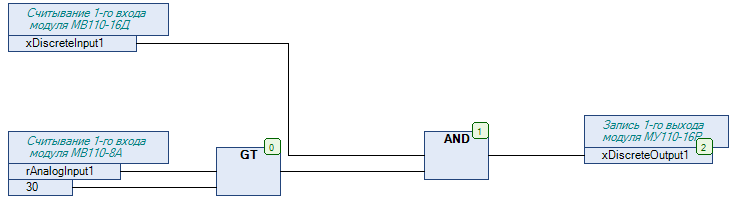 Считывание 1-го входа
модуля МВ110-16Д
xDiscreteInput1
Считывание 1-го входа
модуля МВ110-8А
rAnalogInput1
30
GT
0
AND
1
Запись 1-го выхода
модуля МУ110-16Р
xDiscreteOutput1
2